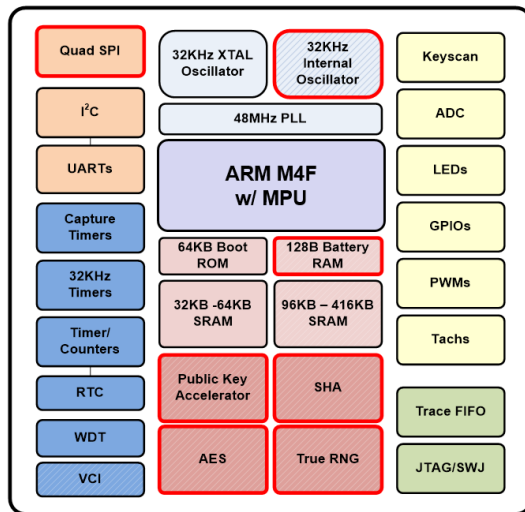 Quad SPI
I²C
UARTs
Capture
Timers
32KHz
Timers
Timer/
Counters
RTC
WDT
VCI
32KHz XTAL
Oscillator
32KHz
Internal
Oscillator
48MHz PLL
ARM M4F
w/ MPU
64KB Boot
ROM
128B Battery
RAM
32KB -64KB
SRAM
96KB – 416KB
SRAM
Public Key
Accelerator
SHA
AES
True RNG
Keyscan
ADC
LEDs
GPIOs
PWMs
Tachs
Trace FIFO
JTAG/SWJ